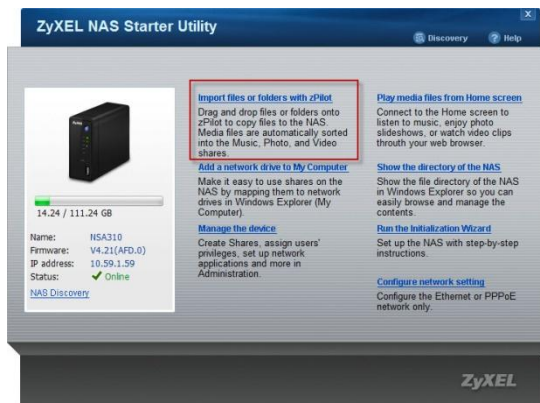 ZyXEL NAS Starter Utility
X
Discovery
? Help
Import files or folders with zPilot
Drag and drop files or folders onto
zPilot to copy files to the NAS.
Media files are automatically sorted
into the Music, Photo, and Video
shares.
Add a network drive to My Computer
Make it easy to use shares on the
NAS by mapping them to network
drives in Windows Explorer (My
Computer).
Manage the device
Create Shares, assign users'
privileges, set up network
applications and more in
Administration.
Play media files from Home screen
Connect to the Home screen to
listen to music, enjoy photo
slideshows, or watch video clips
throuth your web browser.
Show the directory of the NAS
Show the file directory of the NAS
in Windows Explorer so you can
easily browse and manage the
contents.
Run the Initialization Wizard
Set up the NAS with step-by-step
instructions.
Configure network setting
Configure the Ethernet or PPPoE
network only.
14.24 / 111.24 GB
Name: NSA310
Firmware: V4.21(AFD.0)
IP address: 10.59.1.59
Status: Online
NAS Discovery
ZyXEL